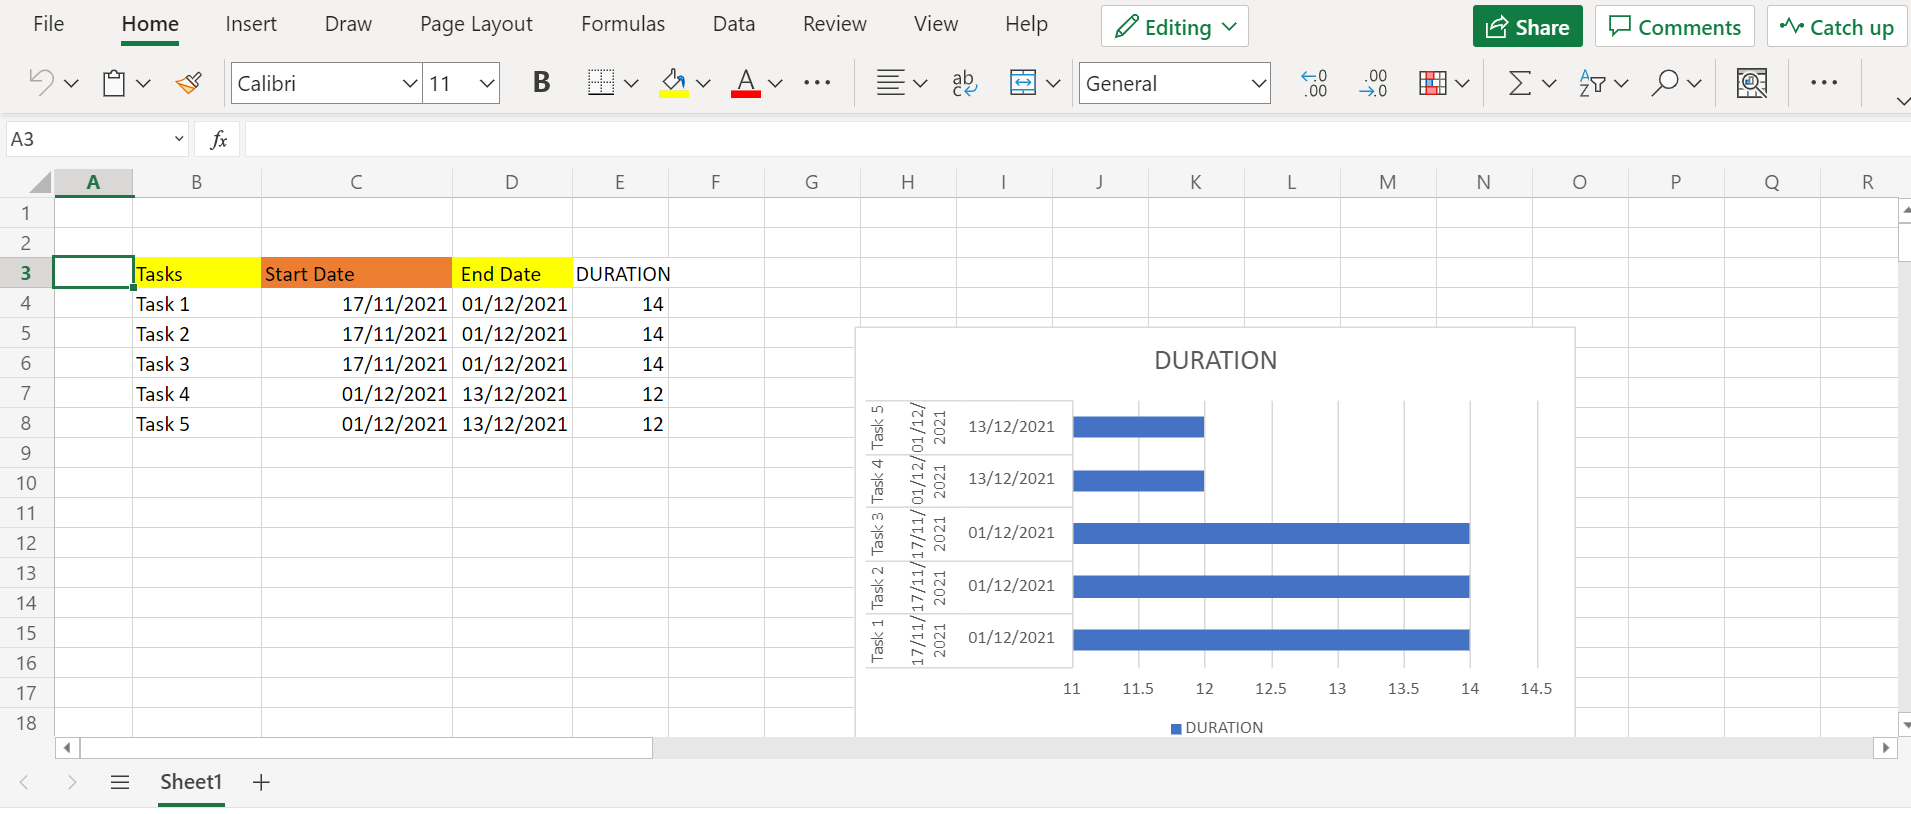 File Home Insert Draw Page Layout Formulas Data Review View Help Editing Share Comments Catch up
Calibri 11 B A ab c General 0 .00 .00 0 A Z
A3 fx
A B C D E F G H I J K L M N O P Q R
1
2
3 Tasks Start Date End Date DURATION
4 Task 1 17/11/2021 01/12/2021 14
5 Task 2 17/11/2021 01/12/2021 14
6 Task 3 17/11/2021 01/12/2021 14
7 Task 4 01/12/2021 13/12/2021 12
8 Task 5 01/12/2021 13/12/2021 12
9
10
11
12
13
14
15
16
17
18
DURATION
Task 5 01/12/2021 13/12/2021
Task 4 01/12/2021 13/12/2021
Task 3 17/11/2021 01/12/2021
Task 2 17/11/2021 01/12/2021
Task 1 17/11/2021 01/12/2021
11 11.5 12 12.5 13 13.5 14 14.5
DURATION
Sheet1